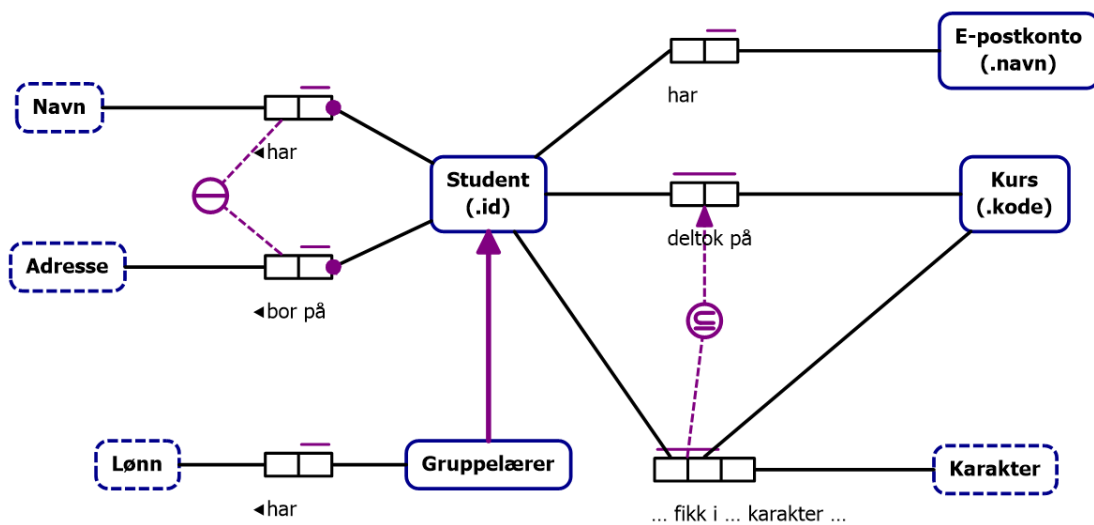 E-postkonto
(.navn)
har
Navn
◄har
Student
(.id)
Kurs
(.kode)
deltok på
Adresse
◄bor på
Lønn
◄har
Gruppelærer
Karakter
... fikk i ... karakter ...